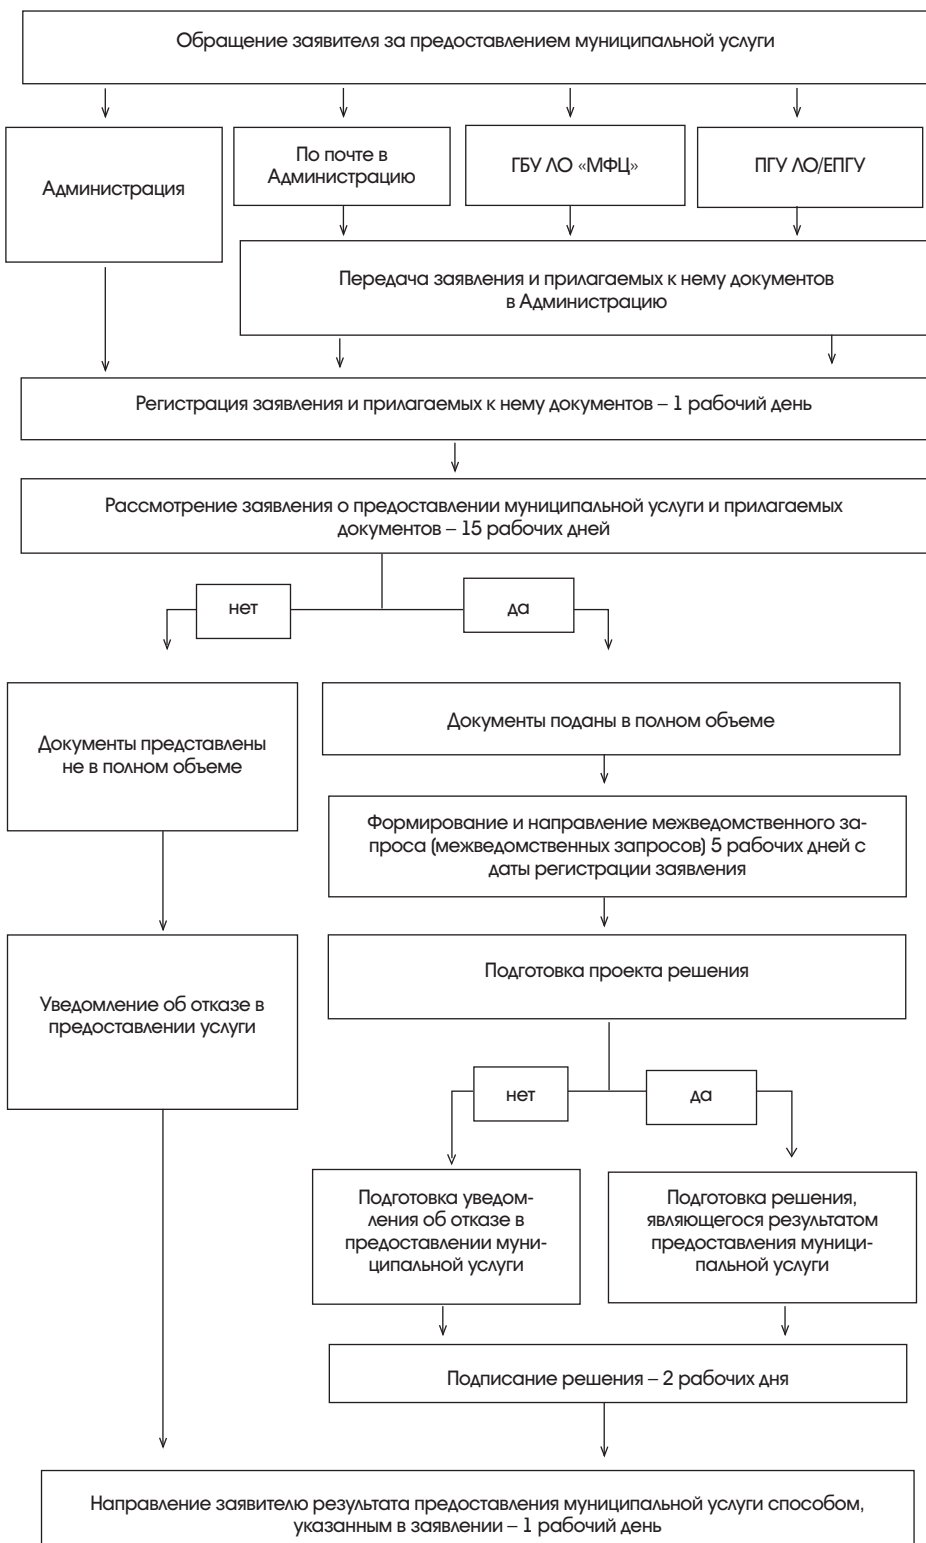 Обращение заявителя за предоставлением муниципальной услуги
Администрация
По почте в
Администрацию
ГБУ ЛО «МФЦ»
ПГУ ЛО/ЕПГУ
Передача заявления и прилагаемых к нему документов
в Администрацию
Регистрация заявления и прилагаемых к нему документов – 1 рабочий день
Рассмотрение заявления о предоставлении муниципальной услуги и прилагаемых
документов – 15 рабочих дней
нет
да
Документы представлены
не в полном объеме
Документы поданы в полном объеме
Формирование и направление межведомственного за-
проса (межведомственных запросов) 5 рабочих дней с
даты регистрации заявления
Уведомление об отказе в
предоставлении услуги
Подготовка проекта решения
нет
да
Подготовка уведом-
ления об отказе в
предоставлении муни-
ципальной услуги
Подготовка решения,
являющегося результатом
предоставления муници-
пальной услуги
Подписание решения – 2 рабочих дня
Направление заявителю результата предоставления муниципальной услуги способом,
указанным в заявлении – 1 рабочий день